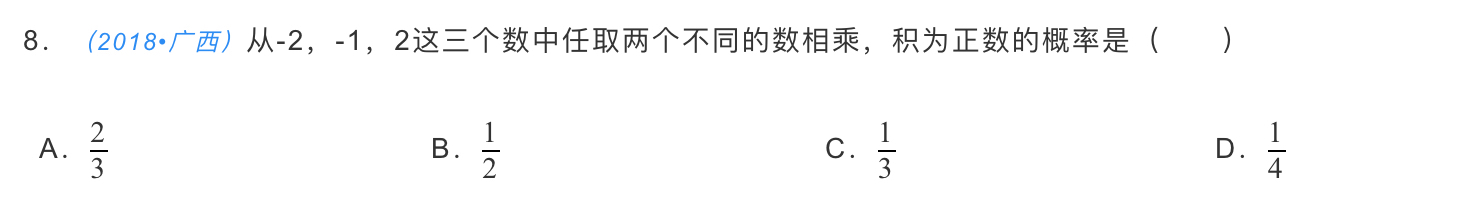 8. (2018•广西)从-2，-1，2这三个数中任取两个不同的数相乘，积为正数的概率是（  ）
A. 2/3 B. 1/2 C. 1/3 D. 1/4